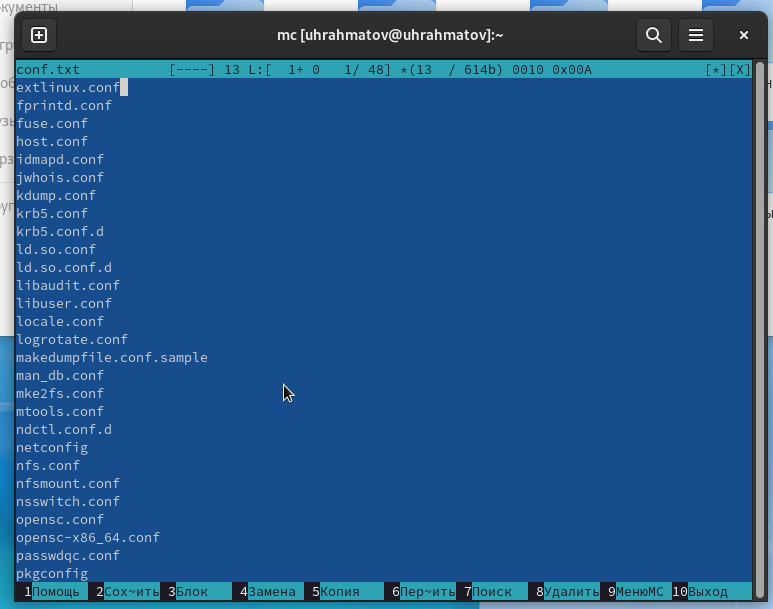 mc [uhrahmatov@uhrahmatov]:~
conf.txt [----] 13 L:[ 1+ 0 1/ 48] *(13 / 614b) 0010 0x00A [*][X]
extlinux.conf
fprintd.conf
fuse.conf
host.conf
idmapd.conf
jwhois.conf
kdump.conf
krb5.conf
krb5.conf.d
ld.so.conf
ld.so.conf.d
libaudit.conf
libuser.conf
locale.conf
logrotate.conf
makedumpfile.conf.sample
man_db.conf
mke2fs.conf
mtools.conf
ndctl.conf.d
netconfig
nfs.conf
nfsmount.conf
nsswitch.conf
opensc.conf
opensc-x86_64.conf
passwdqc.conf
pkgconfig
1Помощь 2Сох~ить 3Блок 4Замена 5Копия 6Пер~ить 7Поиск 8Удалить 9МенюMC 10Выход